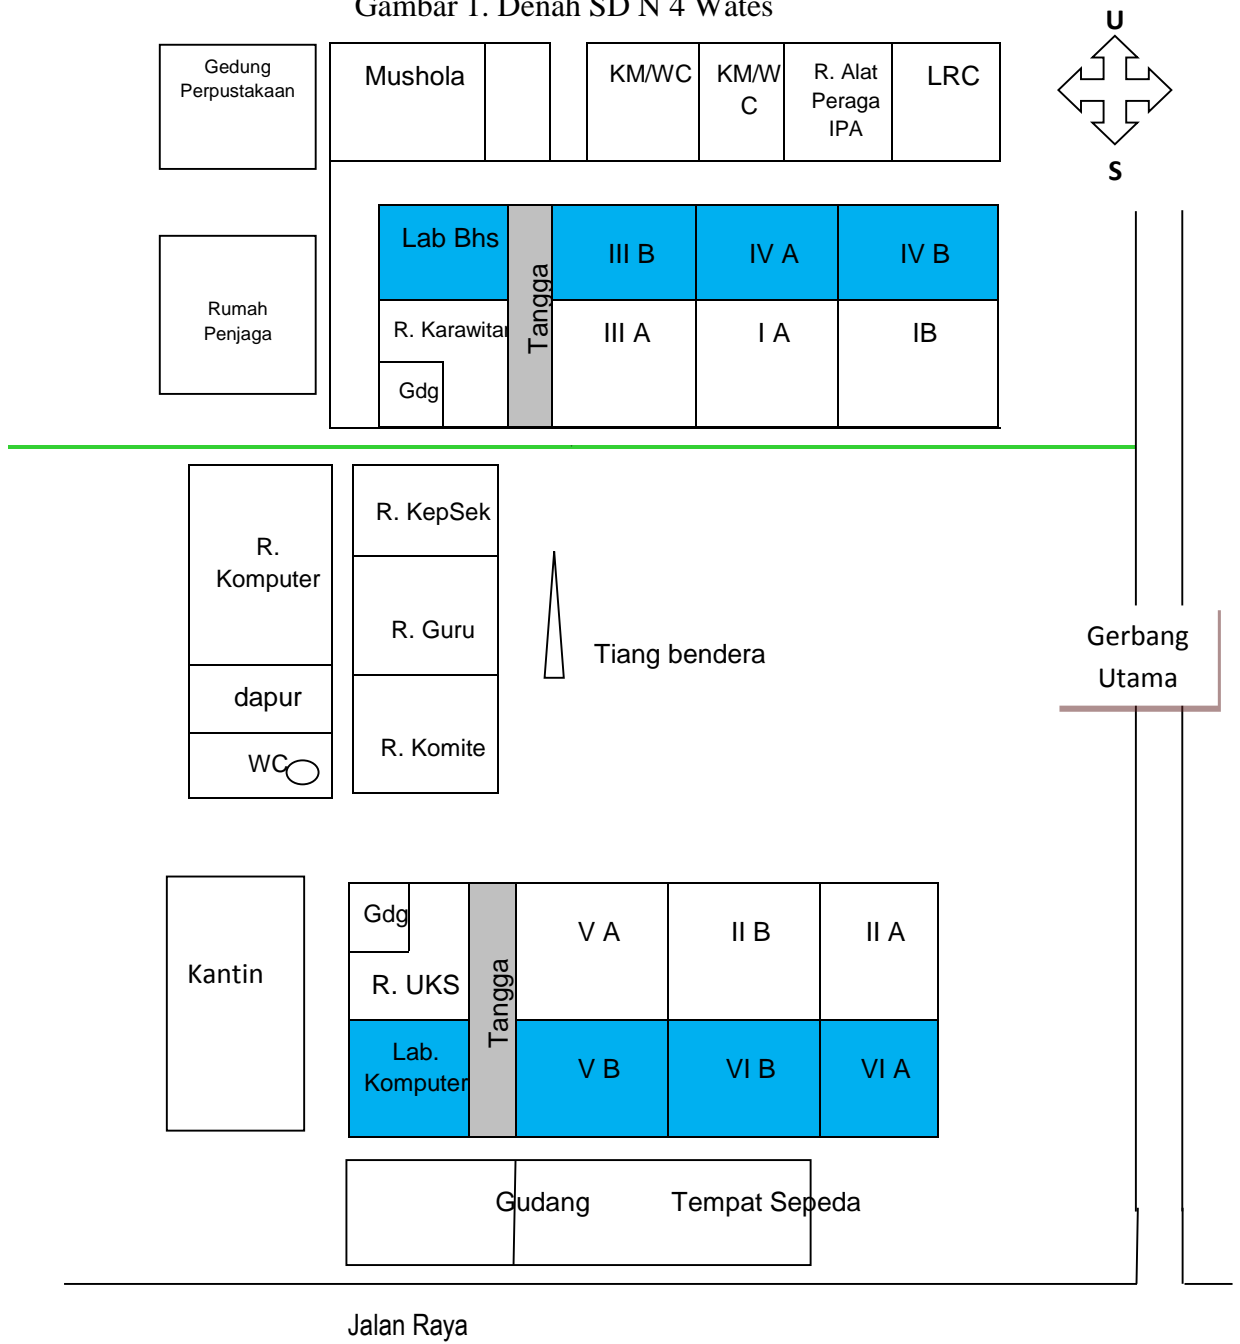 Gambar 1. Denah SD N 4 Wates
U
Gedung
Perpustakaan
Mushola
KM/WC
KM/W
C
R. Alat
Peraga
IPA
LRC
S
Lab Bhs
Tangga
III B
IV A
IV B
Rumah
Penjaga
R. Karawitan
III A
I A
IB
Gdg
R. KepSek
R.
Komputer
R. Guru
Tiang bendera
Gerbang
Utama
dapur
R. Komite
WC
Gdg
V A
II B
II A
Kantin
R. UKS
Tangga
Lab.
Komputer
V B
VI B
VI A
Gudang
Tempat Sepeda
Jalan Raya